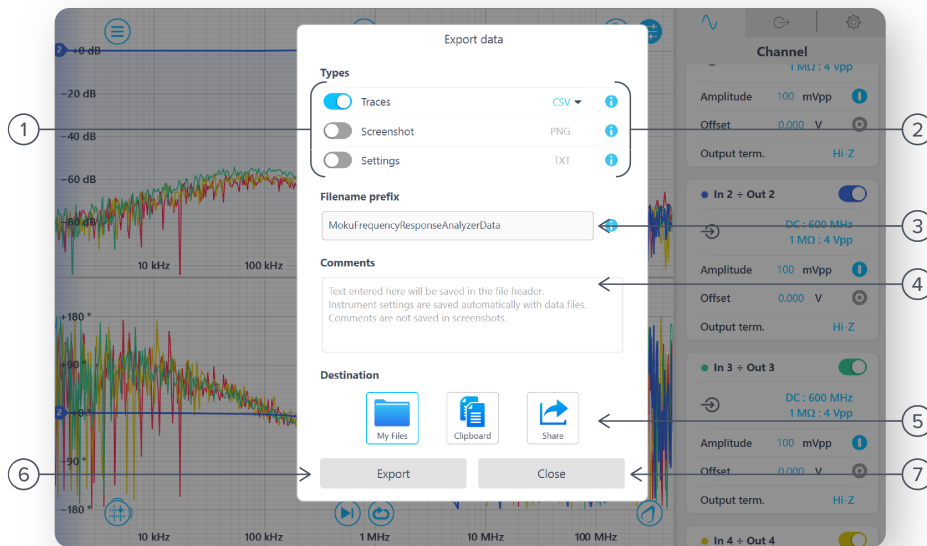 Export data
Types
Traces CSV
Screenshot PNG
Settings TXT
Filename prefix
MokuFrequencyResponseAnalyzerData
Comments
Text entered here will be saved in the file header.
Instrument settings are saved automatically with data files.
Comments are not saved in screenshots.
Destination
My Files Clipboard Share
Export Close
1
2
3
4
5
6
7
2 +0 dB
−20 dB
−40 dB
−60 dB
−80 dB
10 kHz 100 kHz
+180 °
+90 °
2 +0 °
−90 °
−180 °
10 kHz 100 kHz 1 MHz 10 MHz 100 MHz
Channel
1 MΩ : 4 Vpp
Amplitude 100 mVpp
Offset 0.000 V
Output term. Hi-Z
In 2 ÷ Out 2
DC : 600 MHz
1 MΩ : 4 Vpp
Amplitude 100 mVpp
Offset 0.000 V
Output term. Hi-Z
In 3 ÷ Out 3
DC : 600 MHz
1 MΩ : 4 Vpp
Amplitude 100 mVpp
Offset 0.000 V
Output term. Hi-Z
In 4 ÷ Out 4